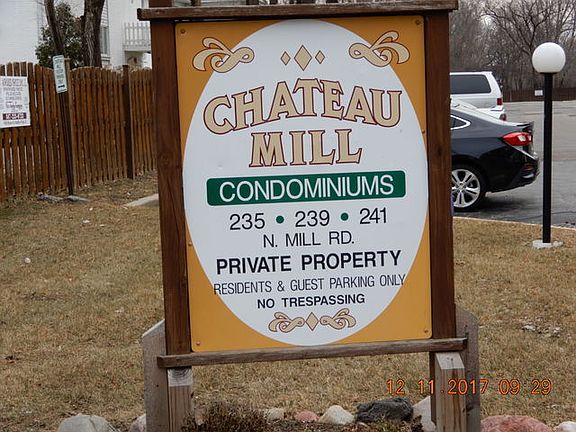 CHATEAU
MILL
CONDOMINIUMS
235 • 239 • 241
N. MILL RD.
PRIVATE PROPERTY
RESIDENTS & GUEST PARKING ONLY
NO TRESPASSING
12 11 2017 09 29